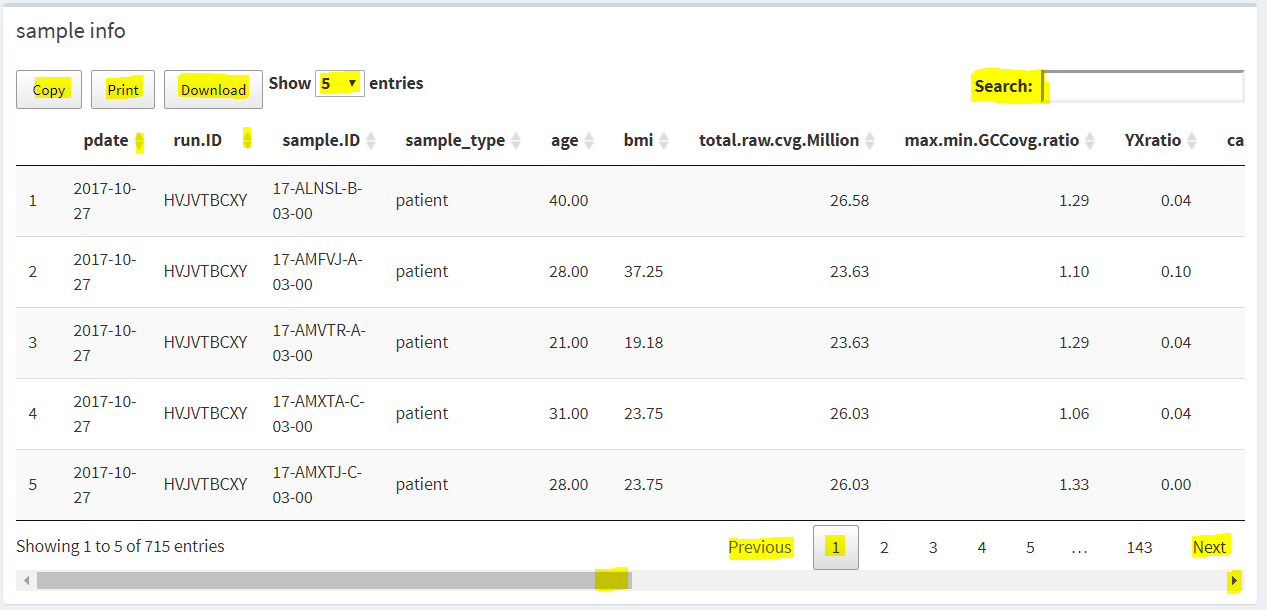 sample info
Copy Print Download Show 5 entries Search:
pdate run.ID sample.ID sample_type age bmi total.raw.cvg.Million max.min.GCCovg.ratio YXratio ca
1 2017-10-27 HVJVTBCXY 17-ALNSL-B-03-00 patient 40.00 26.58 1.29 0.04
2 2017-10-27 HVJVTBCXY 17-AMFVJ-A-03-00 patient 28.00 37.25 23.63 1.10 0.10
3 2017-10-27 HVJVTBCXY 17-AMVTR-A-03-00 patient 21.00 19.18 23.63 1.29 0.04
4 2017-10-27 HVJVTBCXY 17-AMXTA-C-03-00 patient 31.00 23.75 26.03 1.06 0.04
5 2017-10-27 HVJVTBCXY 17-AMXTJ-C-03-00 patient 28.00 23.75 26.03 1.33 0.00
Showing 1 to 5 of 715 entries Previous 1 2 3 4 5 … 143 Next